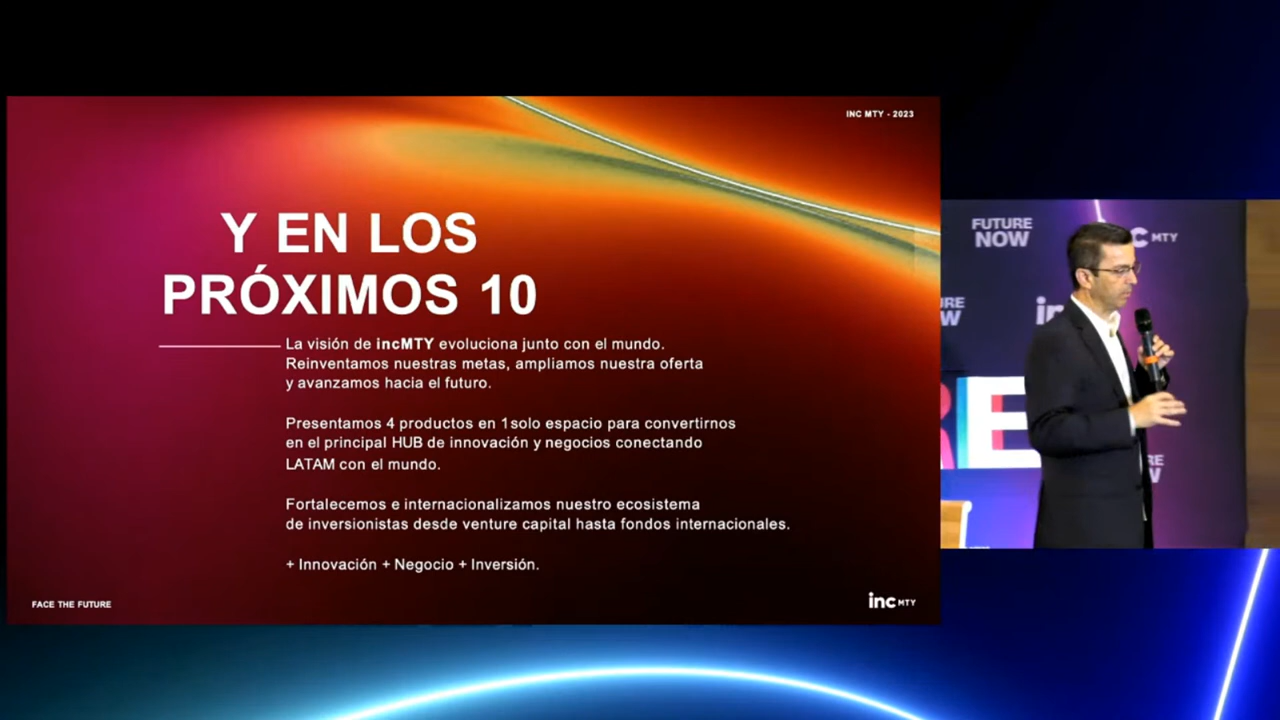 INC MTY - 2023
Y EN LOS
PRÓXIMOS 10
La visión de incMTY evoluciona junto con el mundo.
Reinventamos nuestras metas, ampliamos nuestra oferta
y avanzamos hacia el futuro.
Presentamos 4 productos en 1solo espacio para convertirnos
en el principal HUB de innovación y negocios conectando
LATAM con el mundo.
Fortalecemos e internacionalizamos nuestro ecosistema
de inversionistas desde venture capital hasta fondos internacionales.
+ Innovación + Negocio + Inversión.
FACE THE FUTURE
inc MTY
FUTURE
NOW
C MTY
URE
W
in
E
RE
W